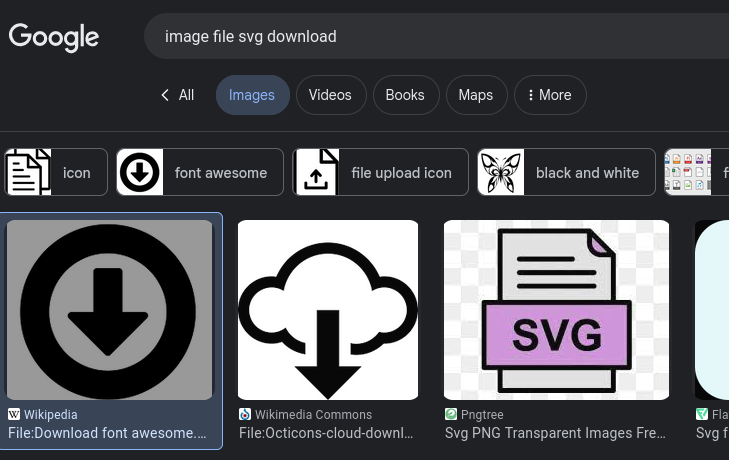 Google
image file svg download
All
Images
Videos
Books
Maps
More
icon
font awesome
file upload icon
black and white
SVG
Wikipedia
File:Download font awesome....
Wikimedia Commons
File:Octicons-cloud-downl...
Pngtree
Svg PNG Transparent Images Fre...